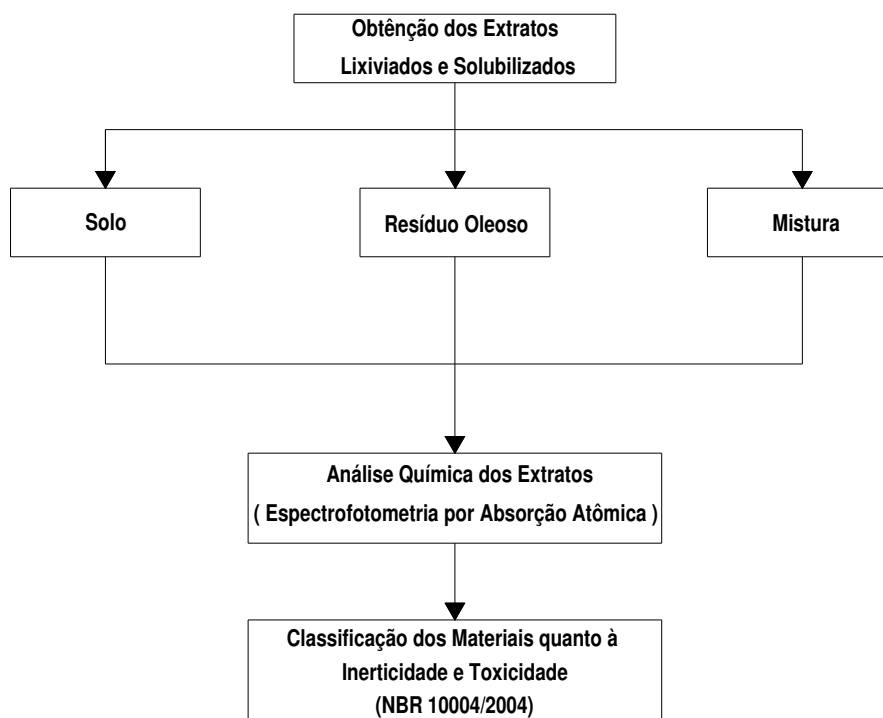 Obtênção dos Extratos
Lixiviados e Solubilizados
Solo
Resíduo Oleoso
Mistura
Análise Química dos Extratos
( Espectrofotometria por Absorção Atômica )
Classificação dos Materiais quanto à
Inerticidade e Toxicidade
(NBR 10004/2004)